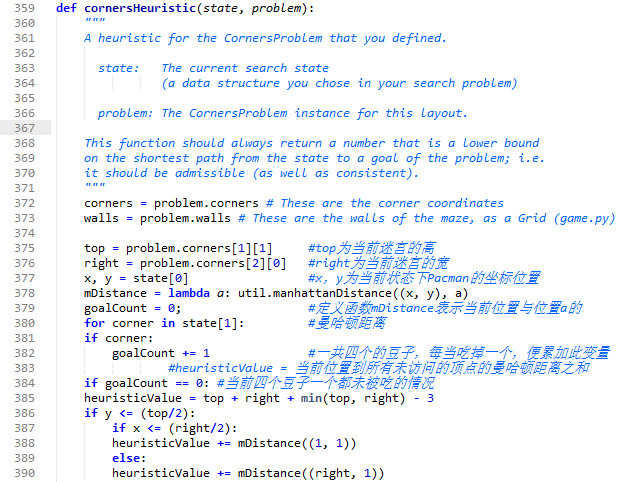 359 def cornersHeuristic(state, problem):
360     """
361     A heuristic for the CornersProblem that you defined.
362
363       state:   The current search state
364                (a data structure you chose in your search problem)
365
366       problem: The CornersProblem instance for this layout.
367
368     This function should always return a number that is a lower bound
369     on the shortest path from the state to a goal of the problem; i.e.
370     it should be admissible (as well as consistent).
371     """
372     corners = problem.corners # These are the corner coordinates
373     walls = problem.walls # These are the walls of the maze, as a Grid (game.py)
374
375     top = problem.corners[1][1]     #top为当前迷宫的高
376     right = problem.corners[2][0]   #right为当前迷宫的宽
377     x, y = state[0]                 #x，y为当前状态下Pacman的坐标位置
378     mDistance = lambda a: util.manhattanDistance((x, y), a)
379     goalCount = 0;                  #定义函数mDistance表示当前位置与位置a的
380     for corner in state[1]:         #曼哈顿距离
381     if corner:
382         goalCount += 1              #一共四个的豆子，每当吃掉一个，便累加此变量
383                 #heuristicValue = 当前位置到所有未访问的顶点的曼哈顿距离之和
384     if goalCount == 0: #当前四个豆子一个都未被吃的情况
385     heuristicValue = top + right + min(top, right) - 3
386     if y <= (top/2):
387         if x <= (right/2):
388         heuristicValue += mDistance((1, 1))
389         else:
390         heuristicValue += mDistance((right, 1))